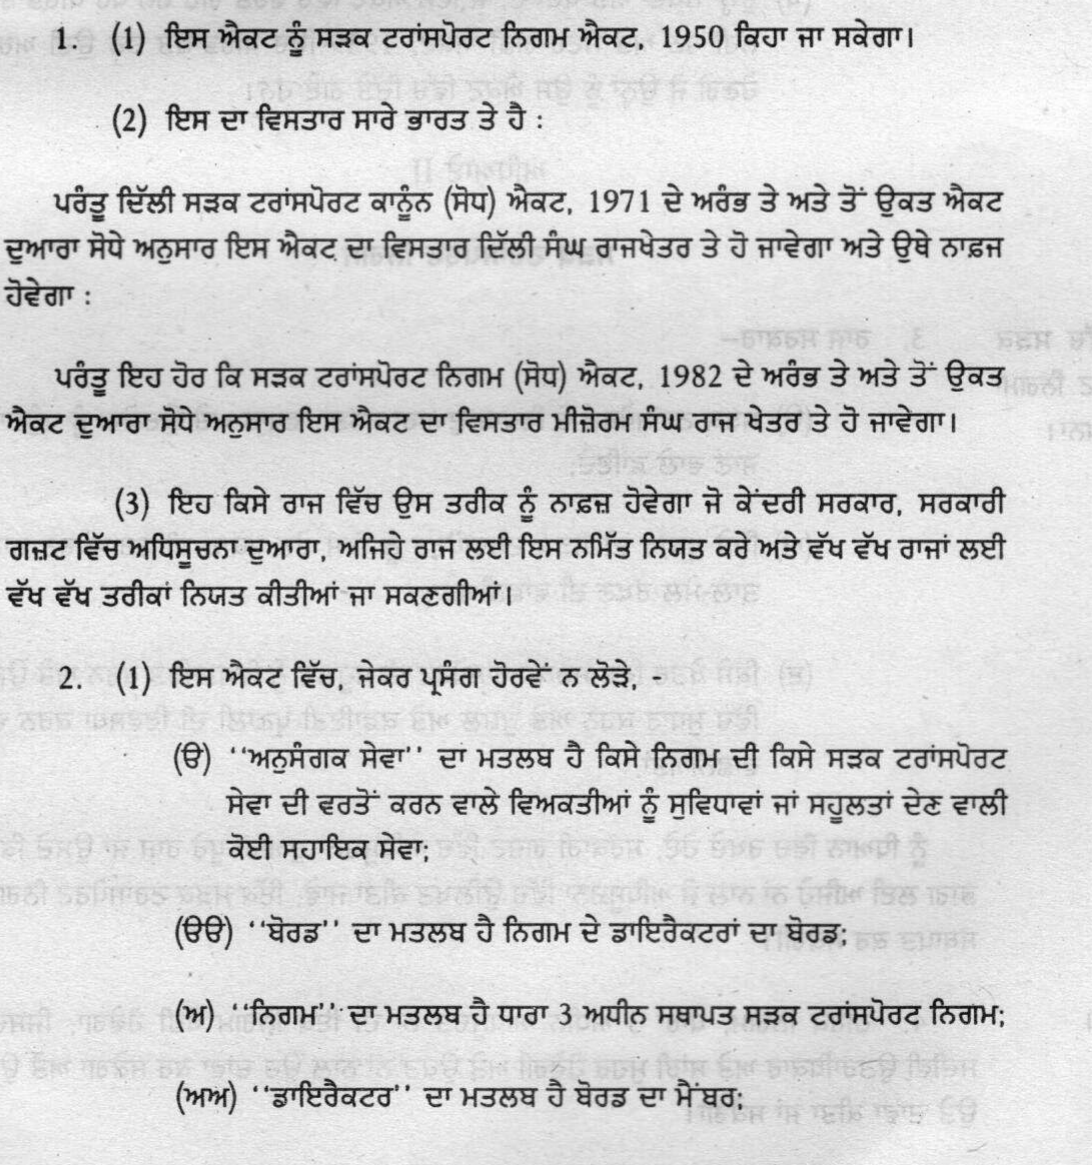 1. (1) ਇਸ ਐਕਟ ਨੂੰ ਸੜਕ ਟਰਾਂਸਪੋਰਟ ਨਿਗਮ ਐਕਟ, 1950 ਕਿਹਾ ਜਾ ਸਕੇਗਾ।
(2) ਇਸ ਦਾ ਵਿਸਤਾਰ ਸਾਰੇ ਭਾਰਤ ਤੇ ਹੈ :
ਪਰੰਤੂ ਦਿੱਲੀ ਸੜਕ ਟਰਾਂਸਪੋਰਟ ਕਾਨੂੰਨ (ਸੋਧ) ਐਕਟ, 1971 ਦੇ ਅਰੰਭ ਤੇ ਅਤੇ ਤੋਂ ਉਕਤ ਐਕਟ
ਦੁਆਰਾ ਸੋਧੇ ਅਨੁਸਾਰ ਇਸ ਐਕਟ ਦਾ ਵਿਸਤਾਰ ਦਿੱਲੀ ਸੰਘ ਰਾਜਖੇਤਰ ਤੇ ਹੋ ਜਾਵੇਗਾ ਅਤੇ ਉਥੇ ਨਾਫ਼ਜ
ਹੋਵੇਗਾ :
ਪਰੰਤੂ ਇਹ ਹੋਰ ਕਿ ਸੜਕ ਟਰਾਂਸਪੋਰਟ ਨਿਗਮ (ਸੋਧ) ਐਕਟ, 1982 ਦੇ ਅਰੰਭ ਤੇ ਅਤੇ ਤੋਂ ਉਕਤ
ਐਕਟ ਦੁਆਰਾ ਸੋਧੇ ਅਨੁਸਾਰ ਇਸ ਐਕਟ ਦਾ ਵਿਸਤਾਰ ਮੀਜ਼ੋਰਮ ਸੰਘ ਰਾਜ ਖੇਤਰ ਤੇ ਹੋ ਜਾਵੇਗਾ।
(3) ਇਹ ਕਿਸੇ ਰਾਜ ਵਿੱਚ ਉਸ ਤਰੀਕ ਨੂੰ ਨਾਫ਼ਜ਼ ਹੋਵੇਗਾ ਜੋ ਕੇਂਦਰੀ ਸਰਕਾਰ, ਸਰਕਾਰੀ
ਗਜ਼ਟ ਵਿੱਚ ਅਧਿਸੂਚਨਾ ਦੁਆਰਾ, ਅਜਿਹੇ ਰਾਜ ਲਈ ਇਸ ਨਮਿੱਤ ਨਿਯਤ ਕਰੇ ਅਤੇ ਵੱਖ ਵੱਖ ਰਾਜਾਂ ਲਈ
ਵੱਖ ਵੱਖ ਤਰੀਕਾਂ ਨਿਯਤ ਕੀਤੀਆਂ ਜਾ ਸਕਣਗੀਆਂ।
2. (1) ਇਸ ਐਕਟ ਵਿੱਚ, ਜੇਕਰ ਪ੍ਰਸੰਗ ਹੋਰਵੇਂ ਨ ਲੋੜੇ, -
(ੳ) ‘‘ਅਨੁਸੰਗਕ ਸੇਵਾ’’ ਦਾਂ ਮਤਲਬ ਹੈ ਕਿਸੇ ਨਿਗਮ ਦੀ ਕਿਸੇ ਸੜਕ ਟਰਾਂਸਪੋਰਟ
ਸੇਵਾ ਦੀ ਵਰਤੋਂ ਕਰਨ ਵਾਲੇ ਵਿਅਕਤੀਆਂ ਨੂੰ ਸੁਵਿਧਾਵਾਂ ਜਾਂ ਸਹੂਲਤਾਂ ਦੇਣ ਵਾਲੀ
ਕੋਈ ਸਹਾਇਕ ਸੇਵਾ;
(ੳੳ) ‘‘ਬੋਰਡ’’ ਦਾ ਮਤਲਬ ਹੈ ਨਿਗਮ ਦੇ ਡਾਇਰੈਕਟਰਾਂ ਦਾ ਬੋਰਡ;
(ਅ) ‘‘ਨਿਗਮ’’ ਦਾ ਮਤਲਬ ਹੈ ਧਾਰਾ 3 ਅਧੀਨ ਸਥਾਪਤ ਸੜਕ ਟਰਾਂਸਪੋਰਟ ਨਿਗਮ;
(ਅਅ) ‘‘ਡਾਇਰੈਕਟਰ’’ ਦਾ ਮਤਲਬ ਹੈ ਬੋਰਡ ਦਾ ਮੈਂਬਰ;